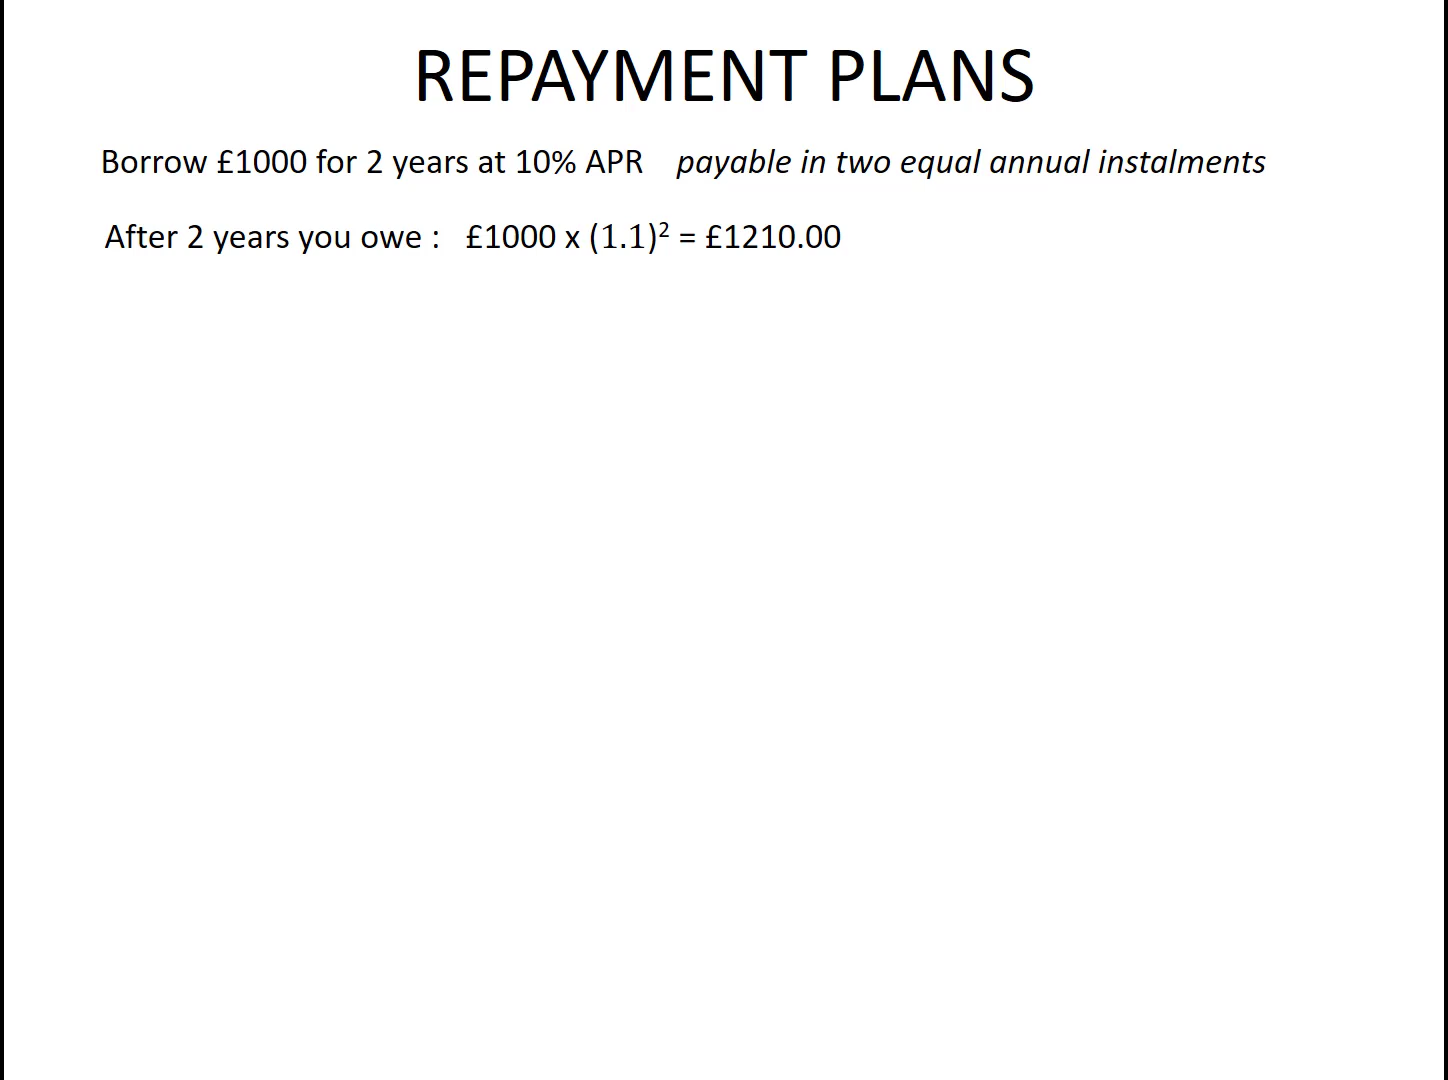 REPAYMENT PLANS
Borrow £1000 for 2 years at 10% APR payable in two equal annual instalments
After 2 years you owe : £1000 x (1.1)² = £1210.00